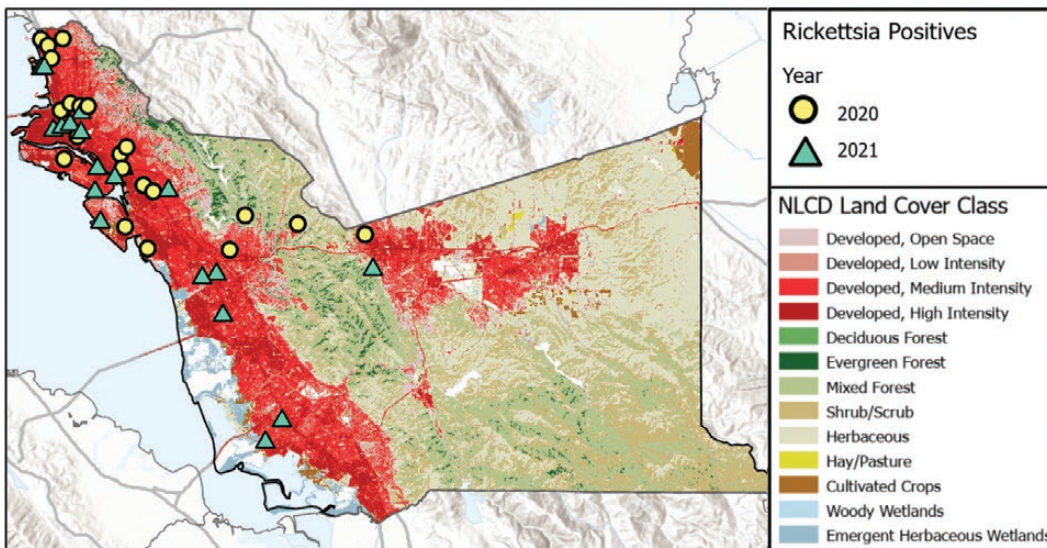 Rickettsia Positives
Year
2020
2021
NLCD Land Cover Class
Developed, Open Space
Developed, Low Intensity
Developed, Medium Intensity
Developed, High Intensity
Deciduous Forest
Evergreen Forest
Mixed Forest
Shrub/Scrub
Herbaceous
Hay/Pasture
Cultivated Crops
Woody Wetlands
Emergent Herbaceous Wetlands